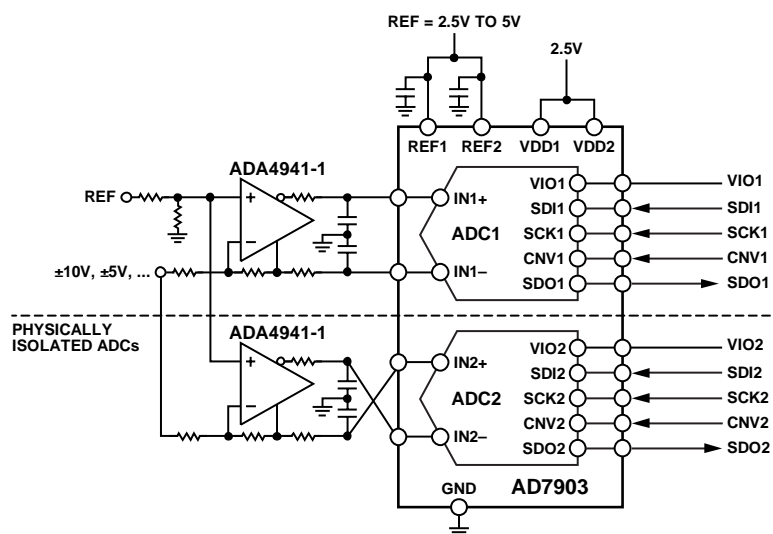 REF = 2.5V TO 5V
2.5V
REF1 REF2 VDD1 VDD2
ADA4941-1
REF
+
−
±10V, ±5V, ...
IN1+
IN1−
ADC1
VIO1
SDI1
SCK1
CNV1
SDO1
VIO1
SDI1
SCK1
CNV1
SDO1
PHYSICALLY
ISOLATED ADCs
ADA4941-1
+
−
IN2+
IN2−
ADC2
VIO2
SDI2
SCK2
CNV2
SDO2
VIO2
SDI2
SCK2
CNV2
SDO2
GND
AD7903